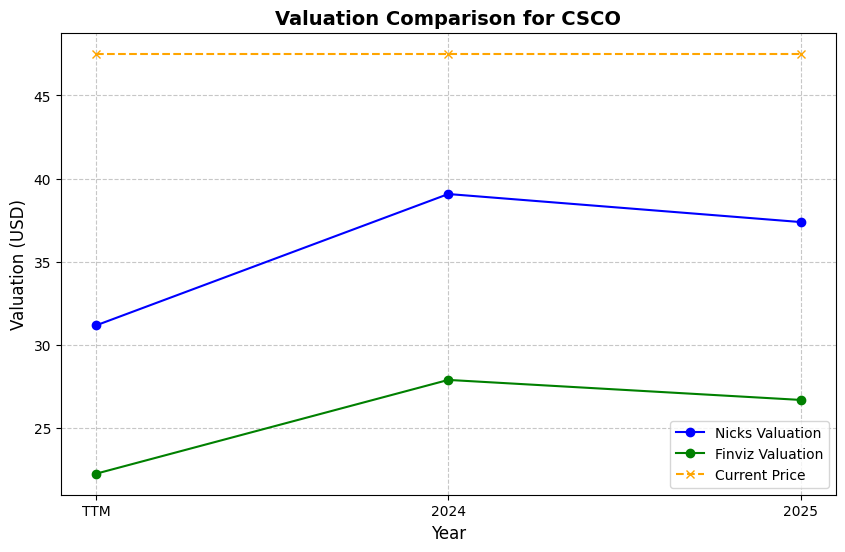 Valuation Comparison for CSCO
Valuation (USD)
45
40
35
30
25
TTM
2024
2025
Year
Nicks Valuation
Finviz Valuation
Current Price